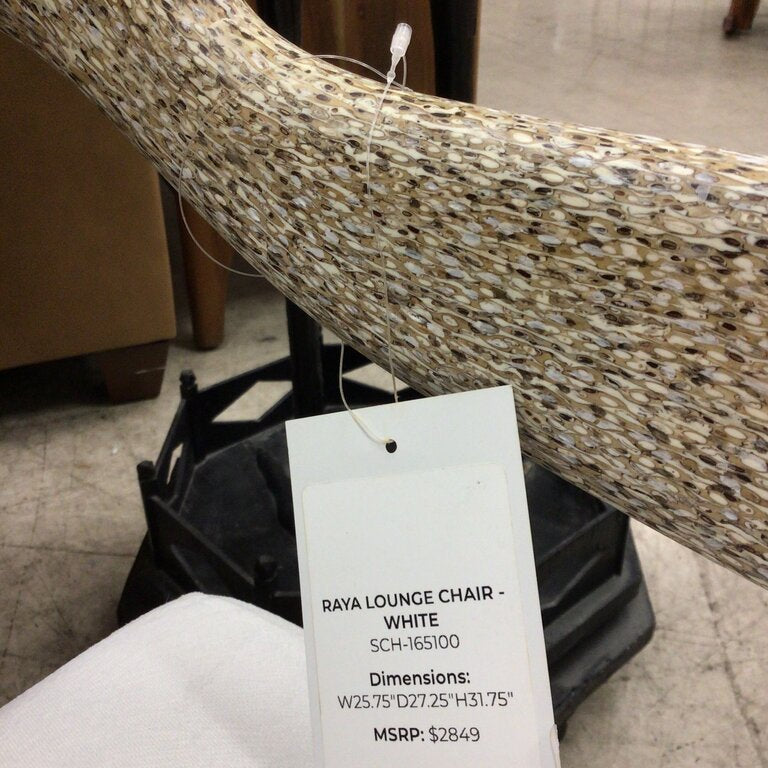 RAYA LOUNGE CHAIR -
WHITE
SCH-165100
Dimensions:
W25.75"D27.25"H31.75"
MSRP: $2849